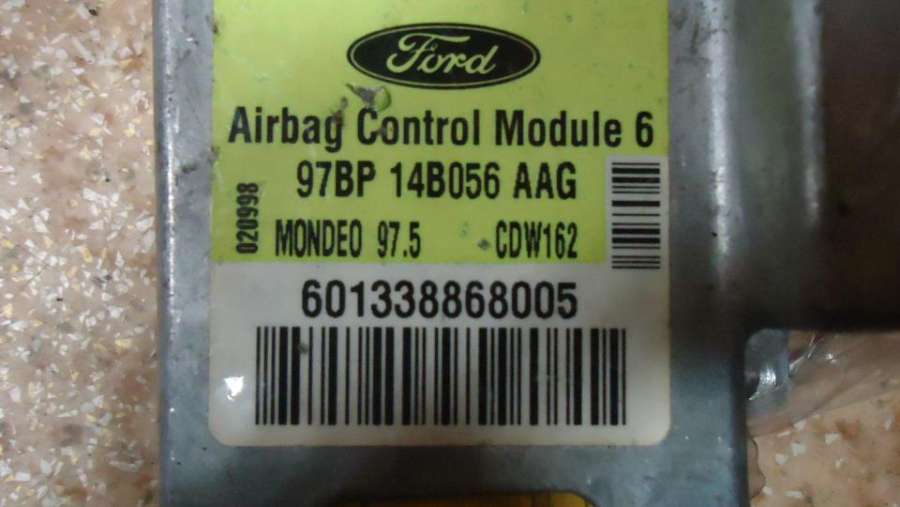 Ford
Airbag Control Module 6
97BP 14B056 AAG
020998
MONDEO 97.5 CDW162
601338868005